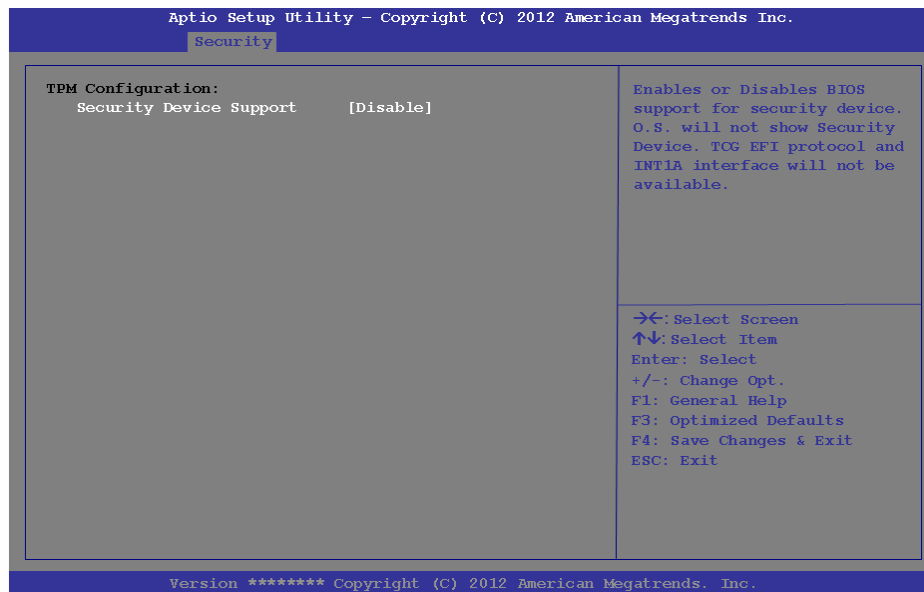 Aptio Setup Utility – Copyright (C) 2012 American Megatrends Inc.
Security
TPM Configuration:
Security Device Support [Disable]
Enables or Disables BIOS
support for security device.
O.S. will not show Security
Device. TCG EFI protocol and
INT1A interface will not be
available.
→←: Select Screen
↑↓: Select Item
Enter: Select
+/-: Change Opt.
F1: General Help
F3: Optimized Defaults
F4: Save Changes & Exit
ESC: Exit
Version ******** Copyright (C) 2012 American Megatrends. Inc.